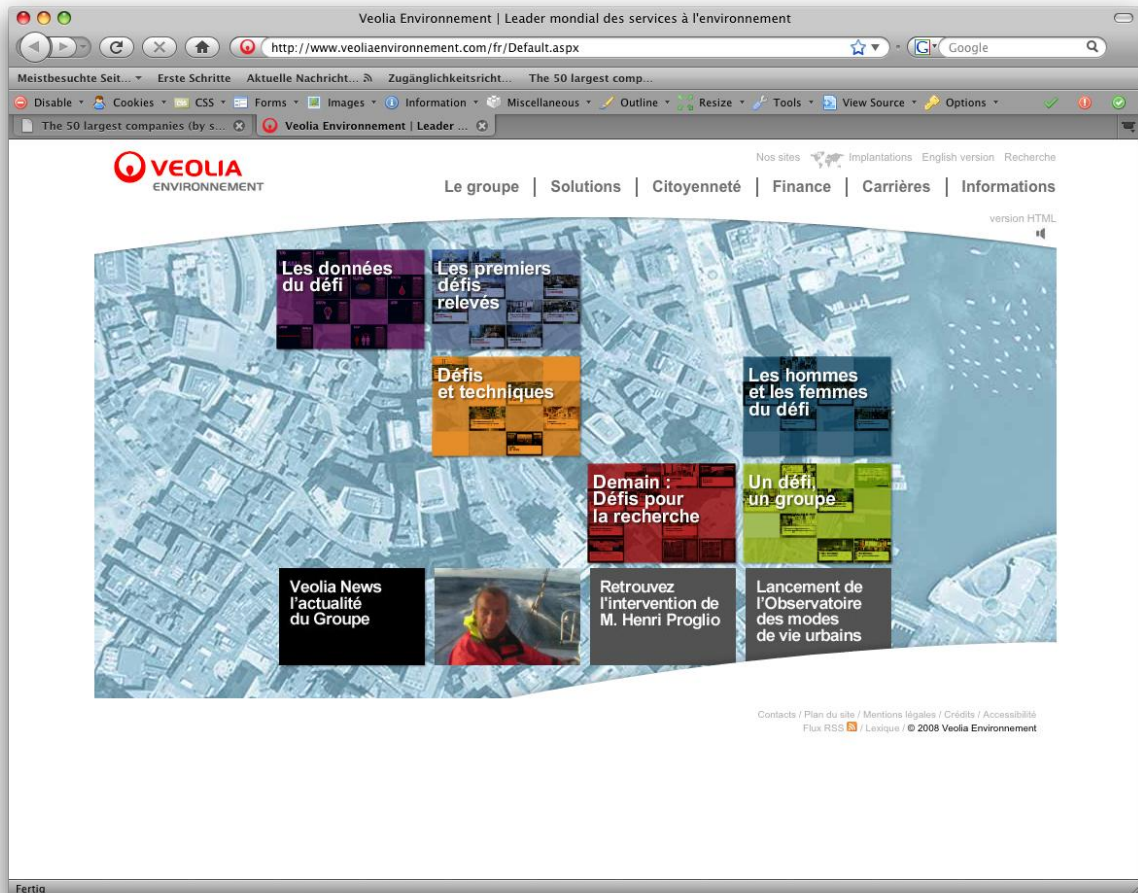 Veolia Environnement | Leader mondial des services à l'environnement
http://www.veoliaenvironnement.com/fr/Default.aspx
Google
Meistbesuchte Seit... Erste Schritte Aktuelle Nachricht... Zugänglichkeitsricht... The 50 largest comp...
Disable Cookies CSS Forms Images Information Miscellaneous Outline Resize Tools View Source Options
The 50 largest companies (by s... Veolia Environnement | Leader ...
Nos sites Implantations English version Recherche
VEOLIA
ENVIRONNEMENT
Le groupe | Solutions | Citoyenneté | Finance | Carrières | Informations
version HTML
Les données
du défi
Les premiers
défis
relevés
Défis
et techniques
Les hommes
et les femmes
du défi
Demain :
Défis pour
la recherche
Un défi,
un groupe
Veolia News
l'actualité
du Groupe
Retrouvez
l'intervention de
M. Henri Proglio
Lancement de
l'Observatoire
des modes
de vie urbains
Contacts / Plan du site / Mentions légales / Crédits / Accessibilité
Flux RSS / Lexique / © 2008 Veolia Environnement
Fertig